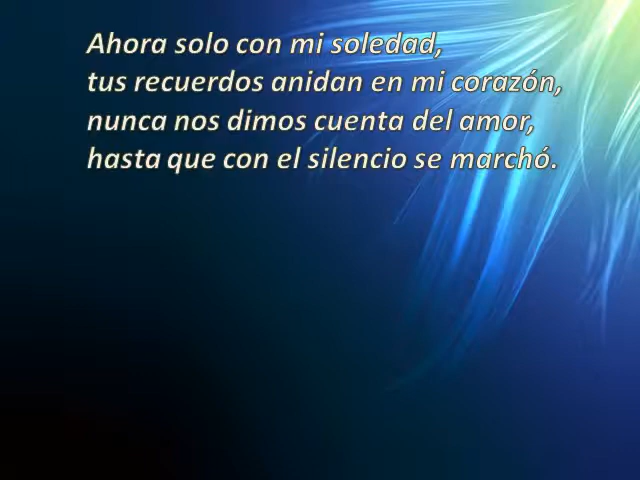 Ahora solo con mi soledad,
tus recuerdos anidan en mi corazón,
nunca nos dimos cuenta del amor,
hasta que con el silencio se marchó.